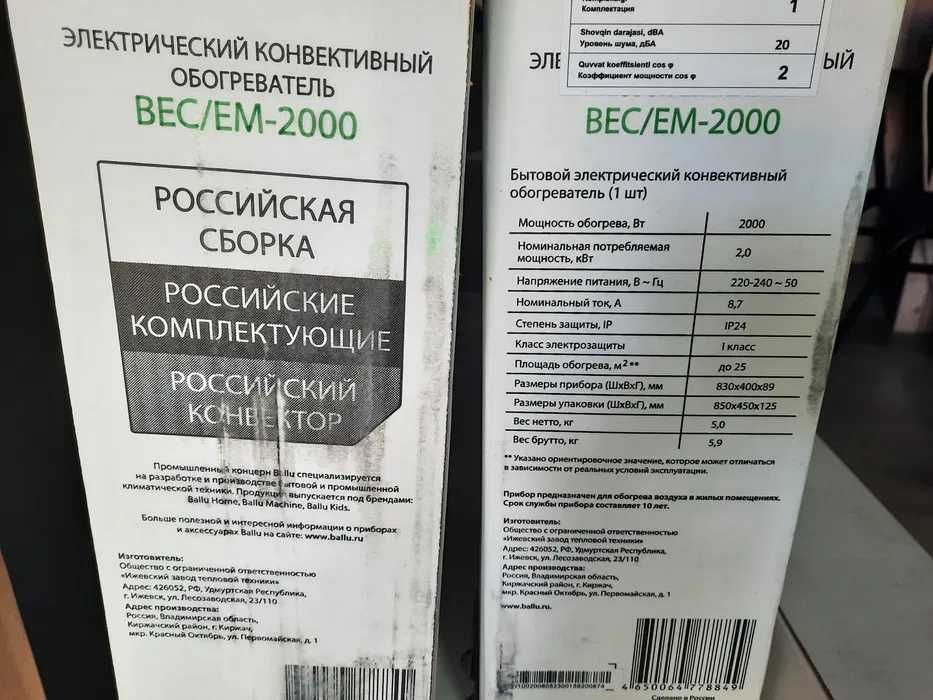 ЭЛЕКТРИЧЕСКИЙ КОНВЕКТИВНЫЙ
ОБОГРЕВАТЕЛЬ
BEC/EM-2000
РОССИЙСКАЯ
СБОРКА
РОССИЙСКИЕ
КОМПЛЕКТУЮЩИЕ
РОССИЙСКИЙ
КОНВЕКТОР
Промышленный концерн Ballu специализируется
на разработке и производстве бытовой и промышленной
климатической техники. Продукция выпускается под брендами:
Ballu Home, Ballu Machine, Ballu Kids.
Больше полезной и интересной информации о приборах
и аксессуарах Ballu на сайте: www.ballu.ru
Изготовитель:
Общество с ограниченной ответственностью
«Ижевский завод тепловой техники»
Адрес: 426052, РФ, Удмуртская Республика,
г. Ижевск, ул. Лесозаводская, 23/110
Адрес производства:
Россия, Владимирская область,
Киржачский район, г. Киржач,
мкр. Красный Октябрь, ул. Первомайская, д. 1
Комплектация 1
Shovqin darajasi, dBA
Уровень шума, дБА 20
Quvvat koeffitsienti cos φ
Коэффициент мощности cos φ 2
ЭЛЕ ЫЙ
BEC/EM-2000
Бытовой электрический конвективный
обогреватель (1 шт)
Мощность обогрева, Вт 2000
Номинальная потребляемая
мощность, кВт 2,0
Напряжение питания, В ~ Гц 220-240 ~ 50
Номинальный ток, А 8,7
Степень защиты, IP IP24
Класс электрозащиты I класс
Площадь обогрева, м² ** до 25
Размеры прибора (ШхВхГ), мм 830x400x89
Размеры упаковки (ШхВхГ), мм 850x450x125
Вес нетто, кг 5,0
Вес брутто, кг 5,9
** Указано ориентировочное значение, которое может отличаться
в зависимости от реальных условий эксплуатации.
Прибор предназначен для обогрева воздуха в жилых помещениях.
Срок службы прибора составляет 10 лет.
Изготовитель:
Общество с ограниченной ответственностью
«Ижевский завод тепловой техники»
Адрес: 426052, РФ, Удмуртская Республика,
г. Ижевск, ул. Лесозаводская, 23/110
Адрес производства:
Россия, Владимирская область,
Киржачский район, г. Киржач,
мкр. Красный Октябрь, ул. Первомайская, д. 1
www.ballu.ru.
4 650064 778849
Сделано в России